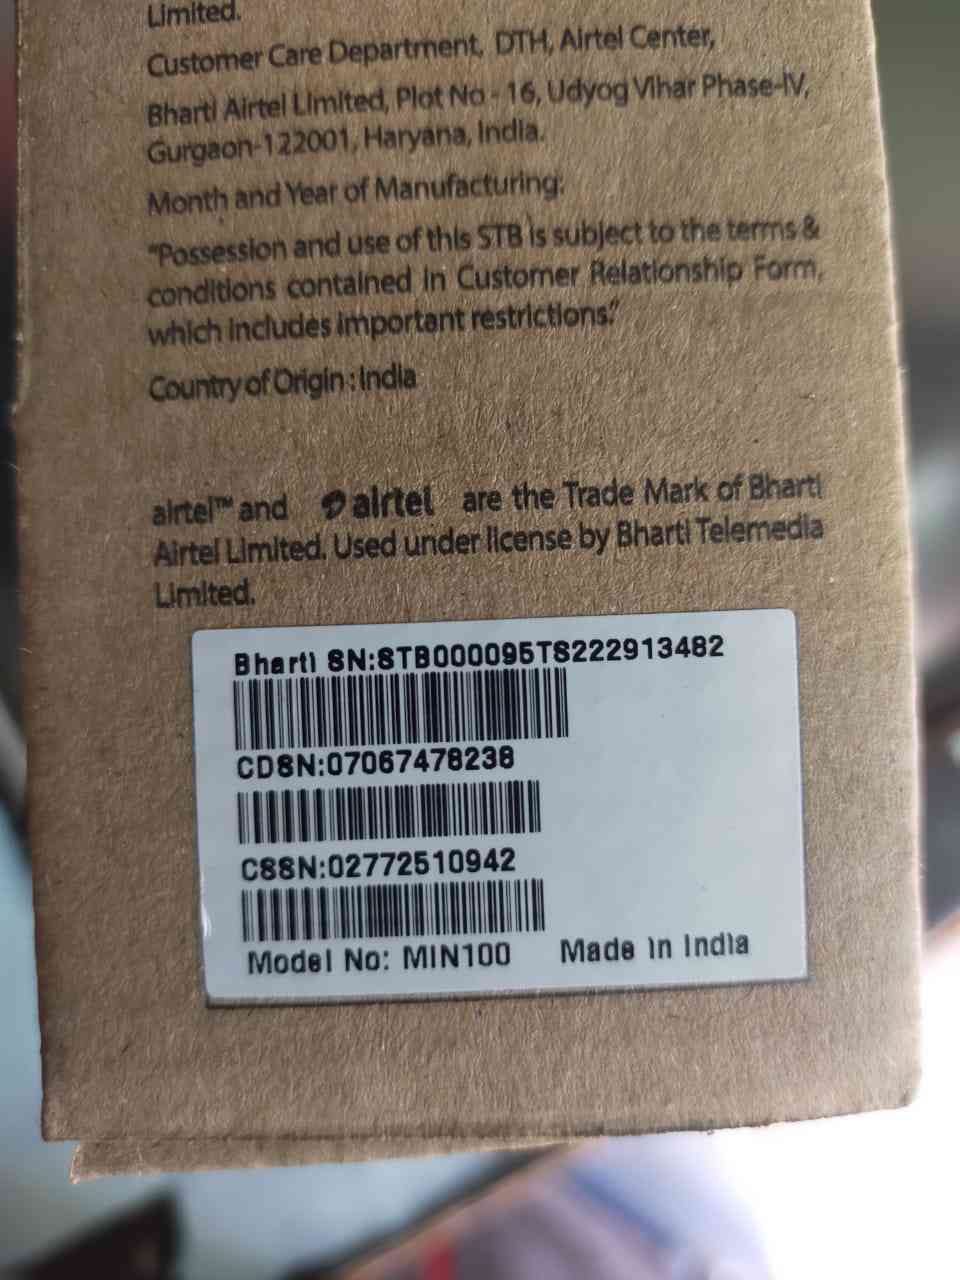 Limited.
Customer Care Department, DTH, Airtel Center,
Bharti Airtel Limited, Plot No - 16, Udyog Vihar Phase-IV,
Gurgaon-122001, Haryana, India.
Month and Year of Manufacturing:
"Possession and use of this STB is subject to the terms &
conditions contained in Customer Relationship Form,
which includes important restrictions."
Country of Origin : India
airtel™ and airtel are the Trade Mark of Bharti
Airtel Limited. Used under license by Bharti Telemedia
Limited.
Bharti SN:STB000095TS222913482
CDSN:07067478238
CSSN:02772510942
Model No: MIN100 Made in India